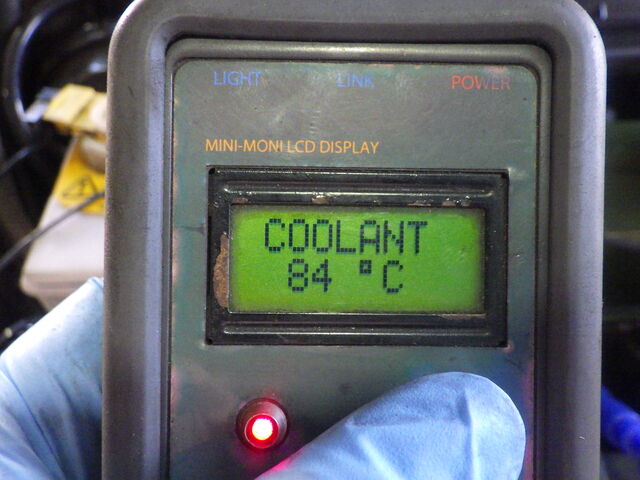 LIGHT LINK POWER
MINI-MONI LCD DISPLAY
COOLANT
84 °C